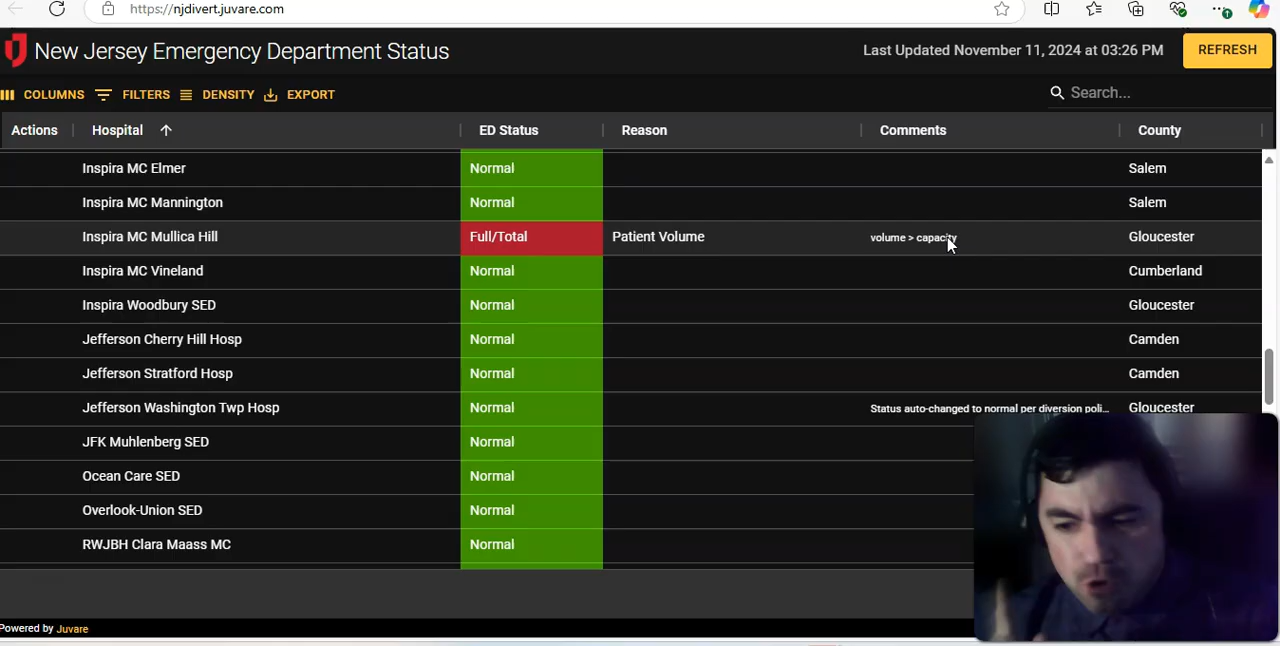 https://njdivert.juvare.com
New Jersey Emergency Department Status
Last Updated November 11, 2024 at 03:26 PM
REFRESH
COLUMNS FILTERS DENSITY EXPORT
Search...
Actions Hospital ED Status Reason Comments County
Inspira MC Elmer Normal Salem
Inspira MC Mannington Normal Salem
Inspira MC Mullica Hill Full/Total Patient Volume volume > capacity Gloucester
Inspira MC Vineland Normal Cumberland
Inspira Woodbury SED Normal Gloucester
Jefferson Cherry Hill Hosp Normal Camden
Jefferson Stratford Hosp Normal Camden
Jefferson Washington Twp Hosp Normal Status auto-changed to normal per diversion poli... Gloucester
JFK Muhlenberg SED Normal
Ocean Care SED Normal
Overlook-Union SED Normal
RWJBH Clara Maass MC Normal
Powered by Juvare